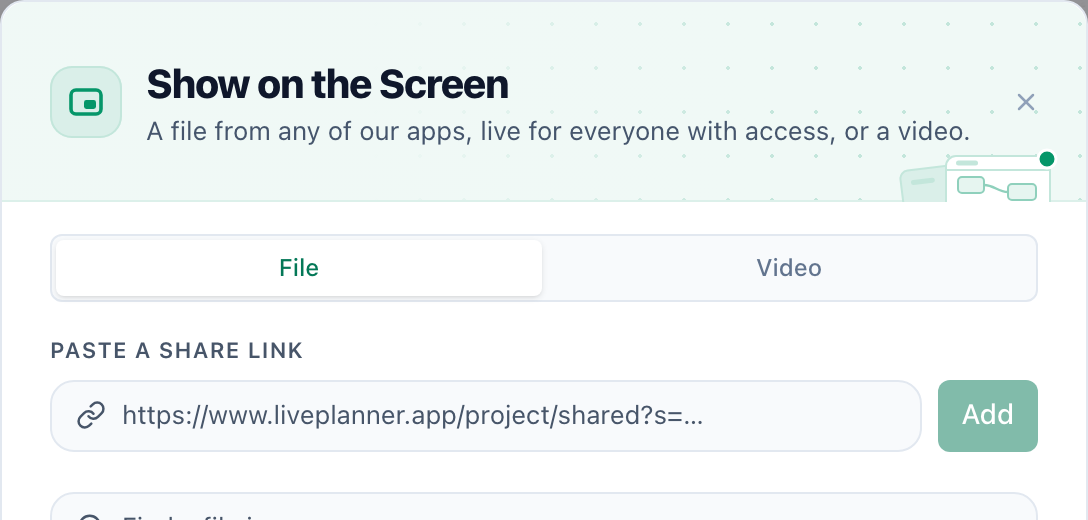 Show on the Screen
A file from any of our apps, live for everyone with access, or a video.
File
Video
PASTE A SHARE LINK
https://www.liveplanner.app/project/shared?s=...
Add